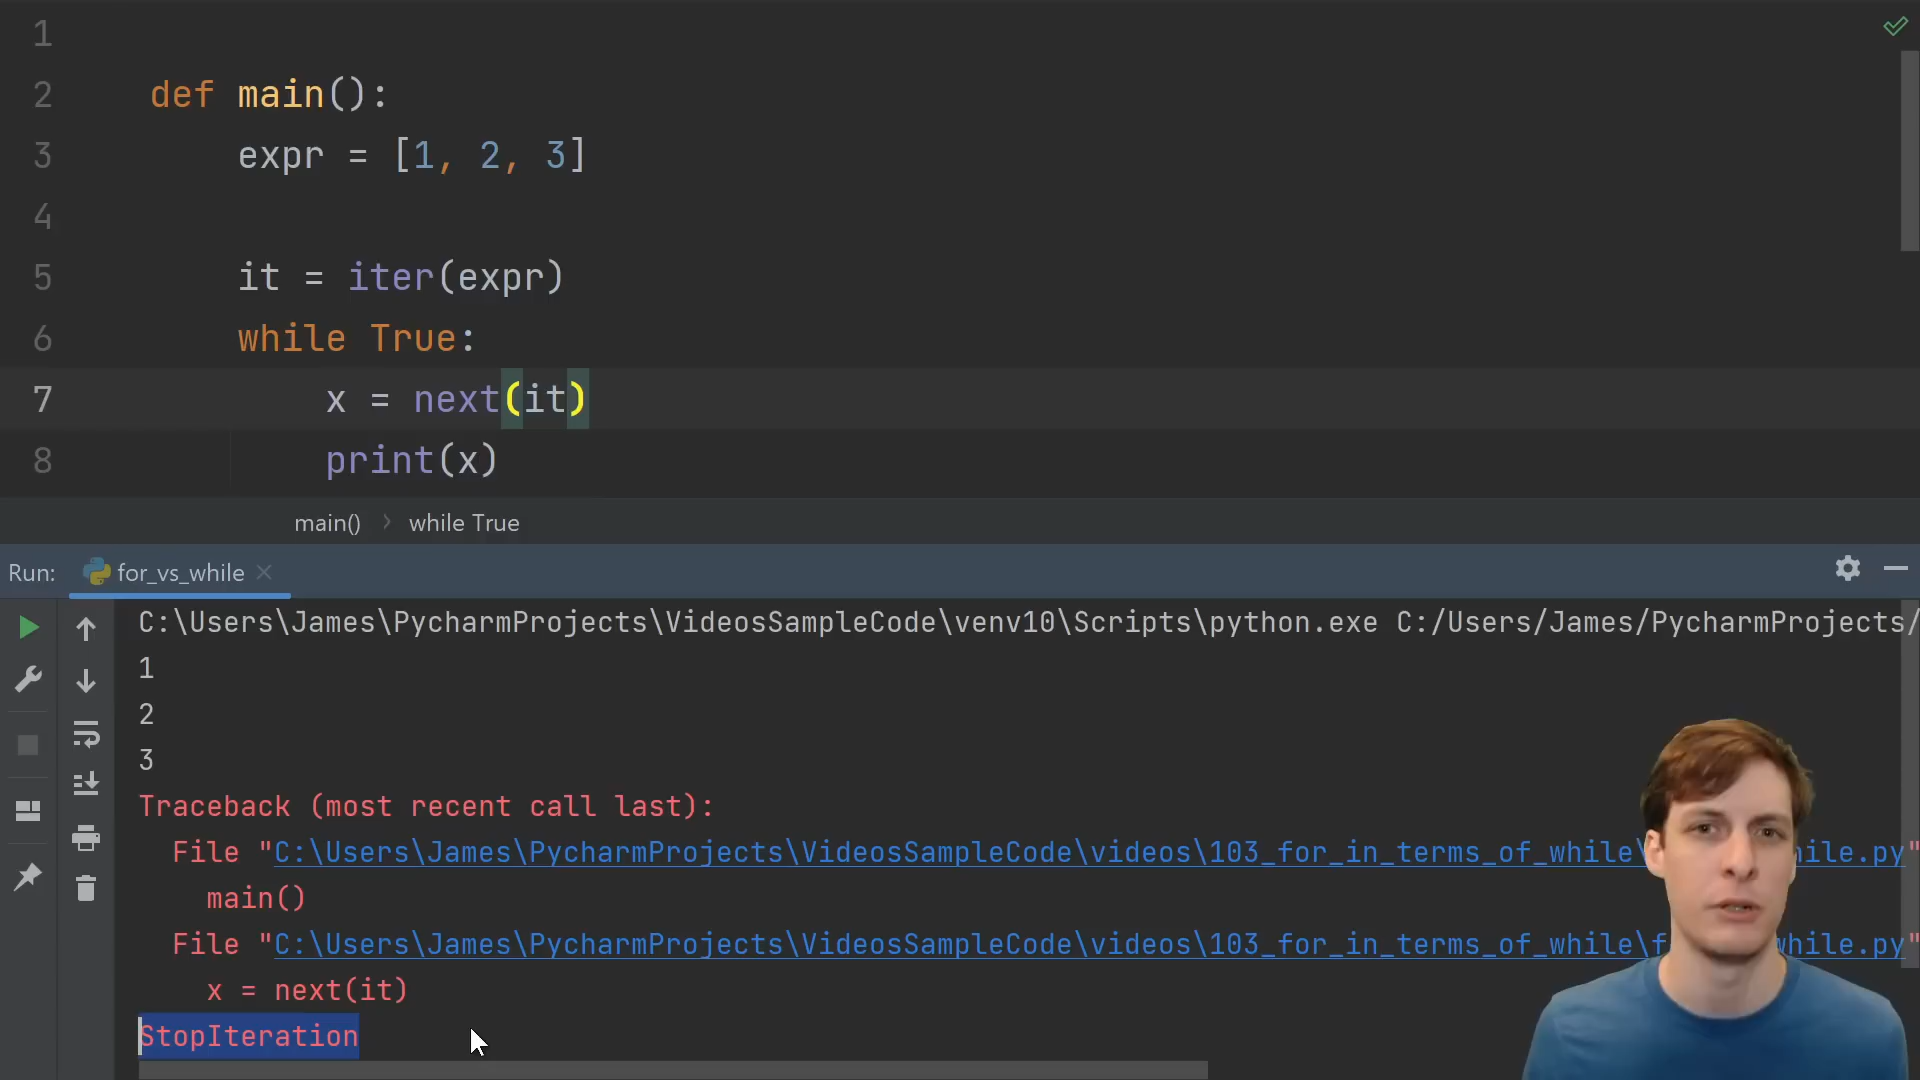 1
2 def main():
3 expr = [1, 2, 3]
4
5 it = iter(expr)
6 while True:
7 x = next(it)
8 print(x)
main() › while True
Run: for_vs_while
C:\Users\James\PycharmProjects\VideosSampleCode\venv10\Scripts\python.exe C:/Users/James/PycharmProjects/
1
2
3
Traceback (most recent call last):
File "C:\Users\James\PycharmProjects\VideosSampleCode\videos\103_for_in_terms_of_while\ hile.py"
main()
File "C:\Users\James\PycharmProjects\VideosSampleCode\videos\103_for_in_terms_of_while\f while.py"
x = next(it)
StopIteration